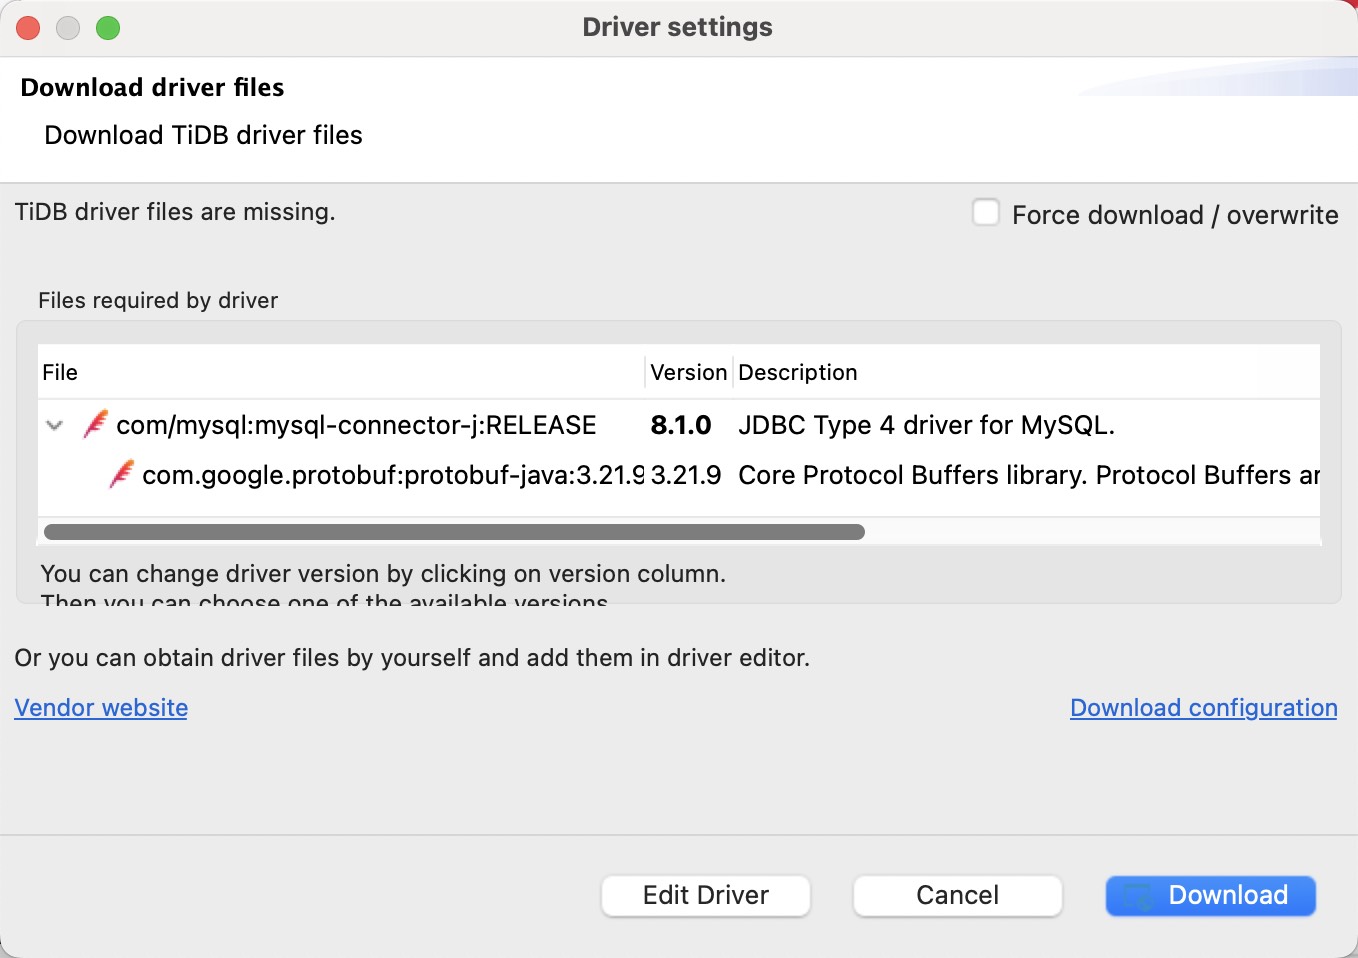 Driver settings
Download driver files
Download TiDB driver files
TiDB driver files are missing.
Force download / overwrite
Files required by driver
File Version Description
com/mysql:mysql-connector-j:RELEASE 8.1.0 JDBC Type 4 driver for MySQL.
com.google.protobuf:protobuf-java:3.21.9 3.21.9 Core Protocol Buffers library. Protocol Buffers ar
You can change driver version by clicking on version column.
Then you can choose one of the available versions
Or you can obtain driver files by yourself and add them in driver editor.
Vendor website
Download configuration
Edit Driver
Cancel
Download